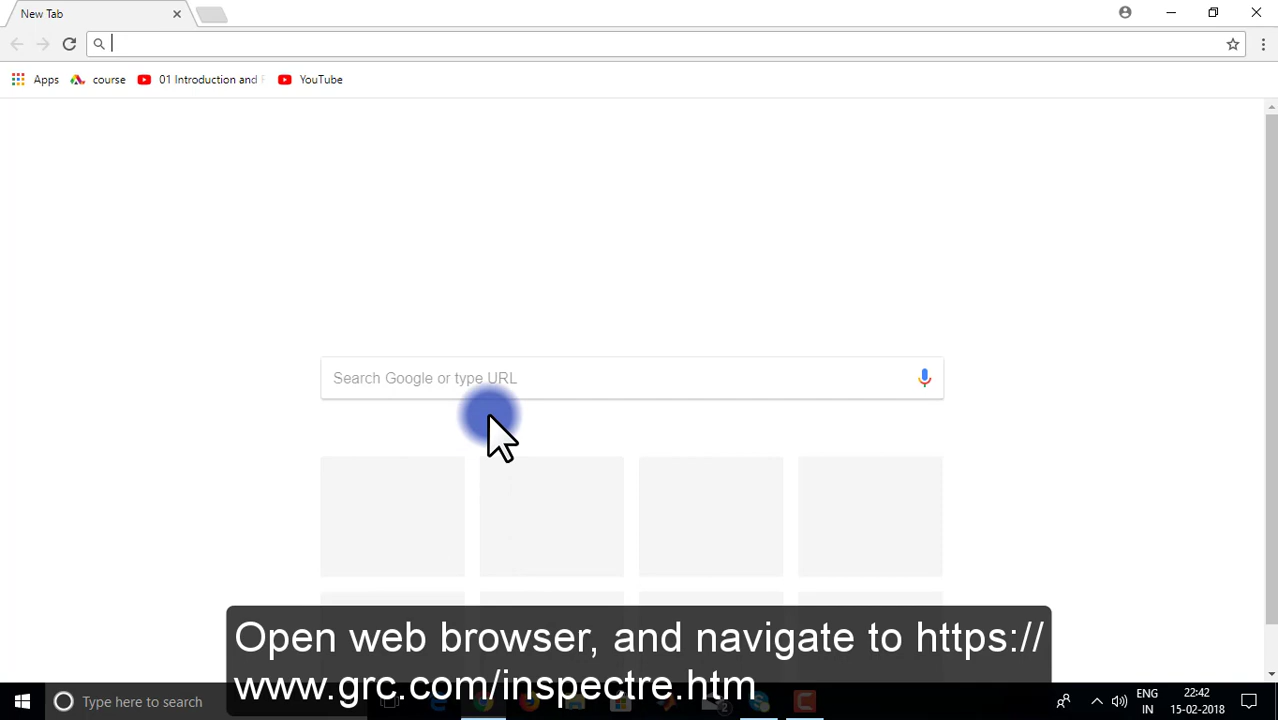 New Tab
Apps
course
01 Introduction and
YouTube
Search Google or type URL
Open web browser, and navigate to https://
www.grc.com/inspectre.htm
Type here to search
2
ENG
IN
22:42
15-02-2018